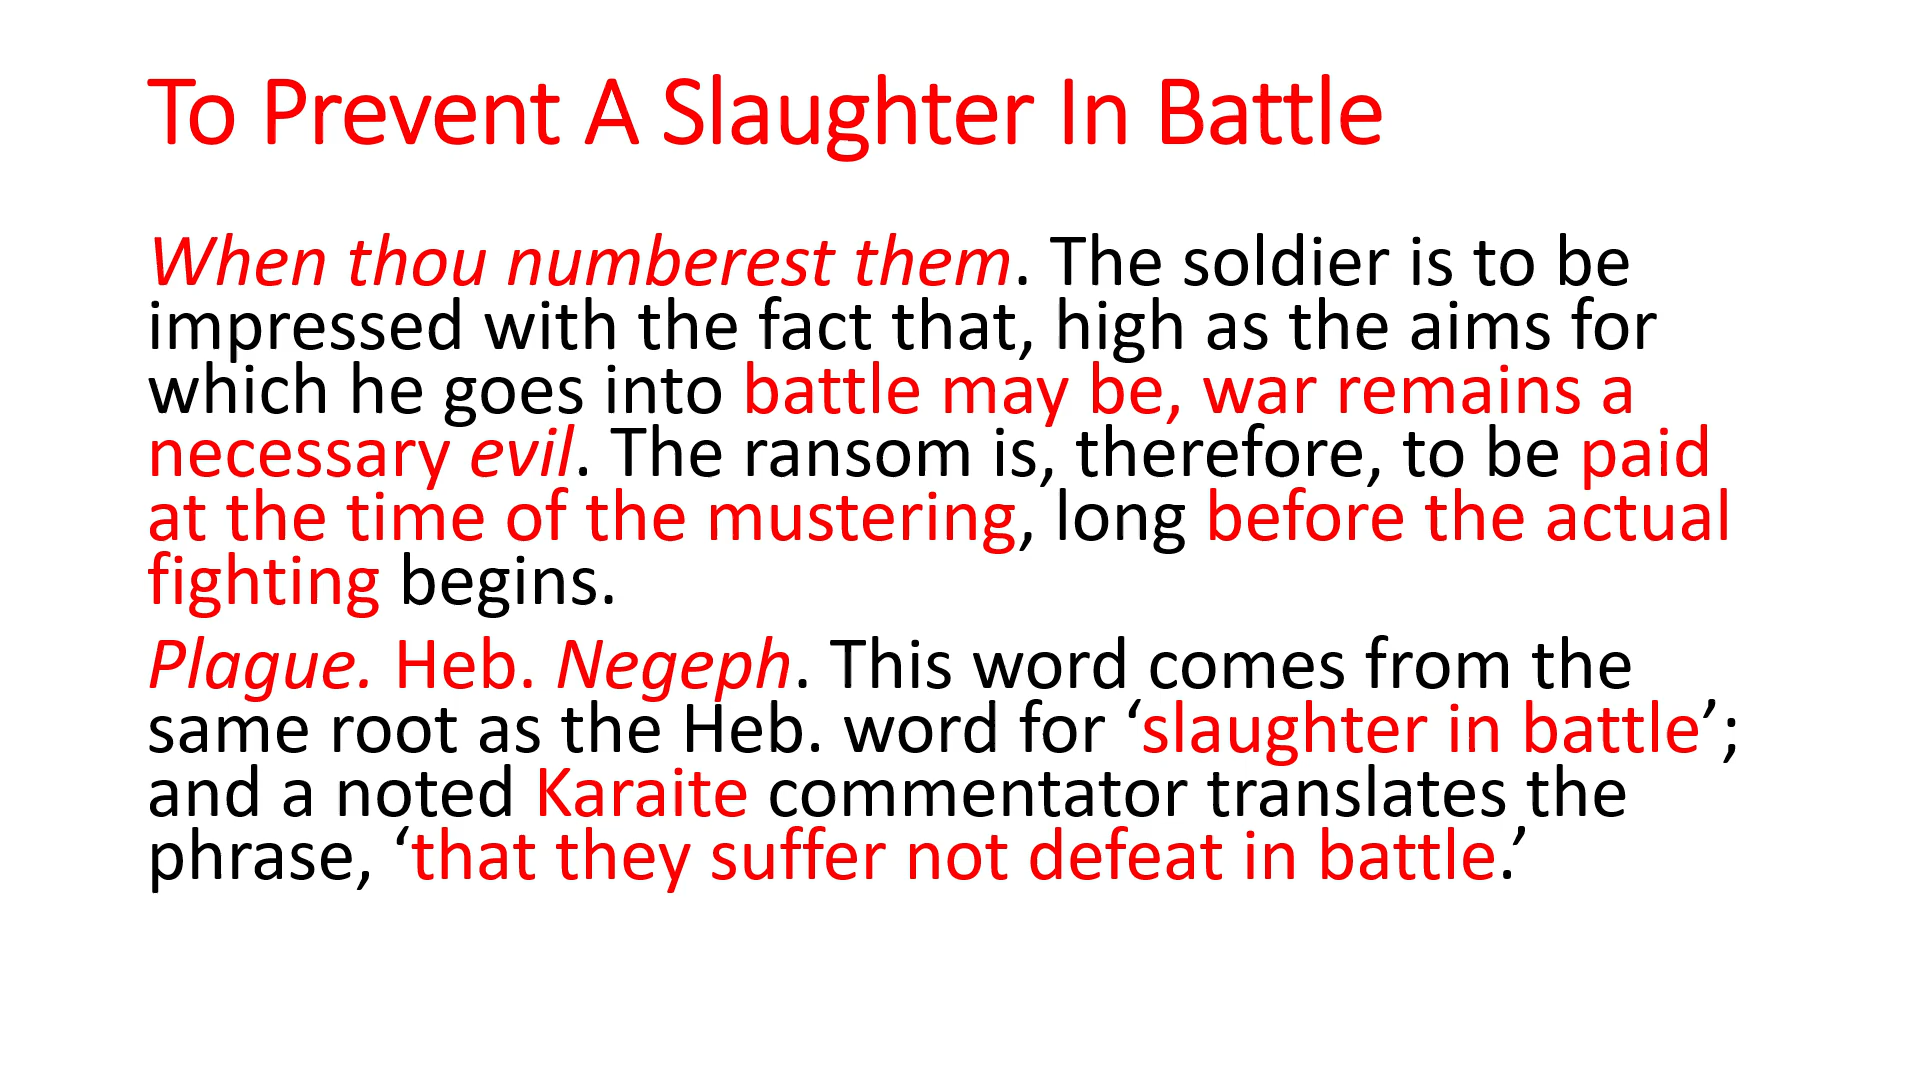 To Prevent A Slaughter In Battle
When thou numberest them. The soldier is to be
impressed with the fact that, high as the aims for
which he goes into battle may be, war remains a
necessary evil. The ransom is, therefore, to be paid
at the time of the mustering, long before the actual
fighting begins.
Plague. Heb. Negeph. This word comes from the
same root as the Heb. word for ‘slaughter in battle’;
and a noted Karaite commentator translates the
phrase, ‘that they suffer not defeat in battle.’